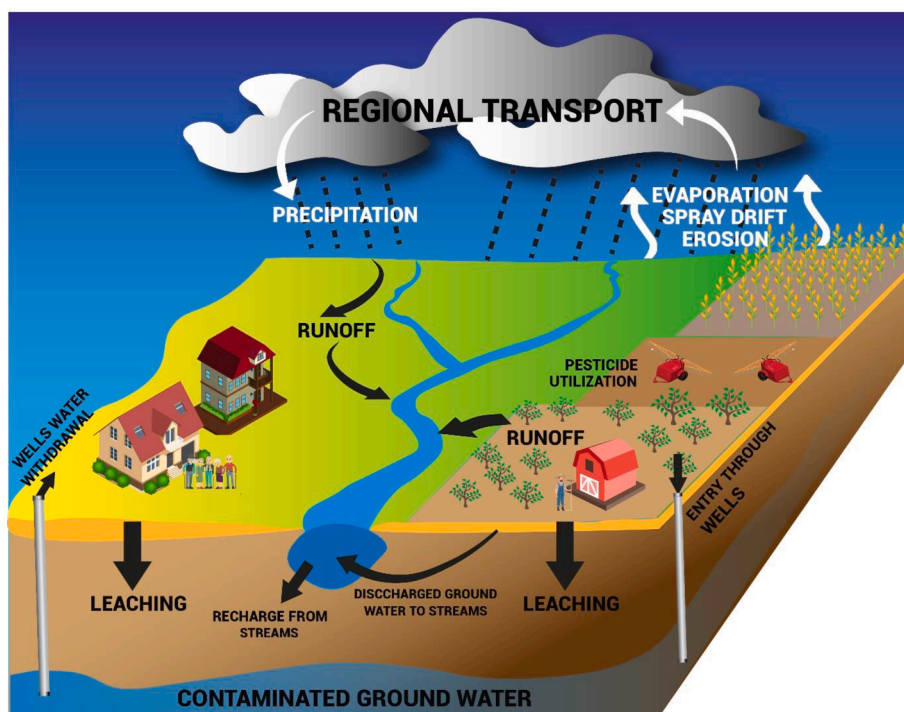 REGIONAL TRANSPORT
PRECIPITATION
EVAPORATION
SPRAY DRIFT
EROSION
RUNOFF
PESTICIDE
UTILIZATION
WELLS WATER
WITHDRAWAL
RUNOFF
ENTRY THROUGH
WELLS
LEACHING
RECHARGE FROM
STREAMS
DISCCHARGED GROUND
WATER TO STREAMS
LEACHING
CONTAMINATED GROUND WATER